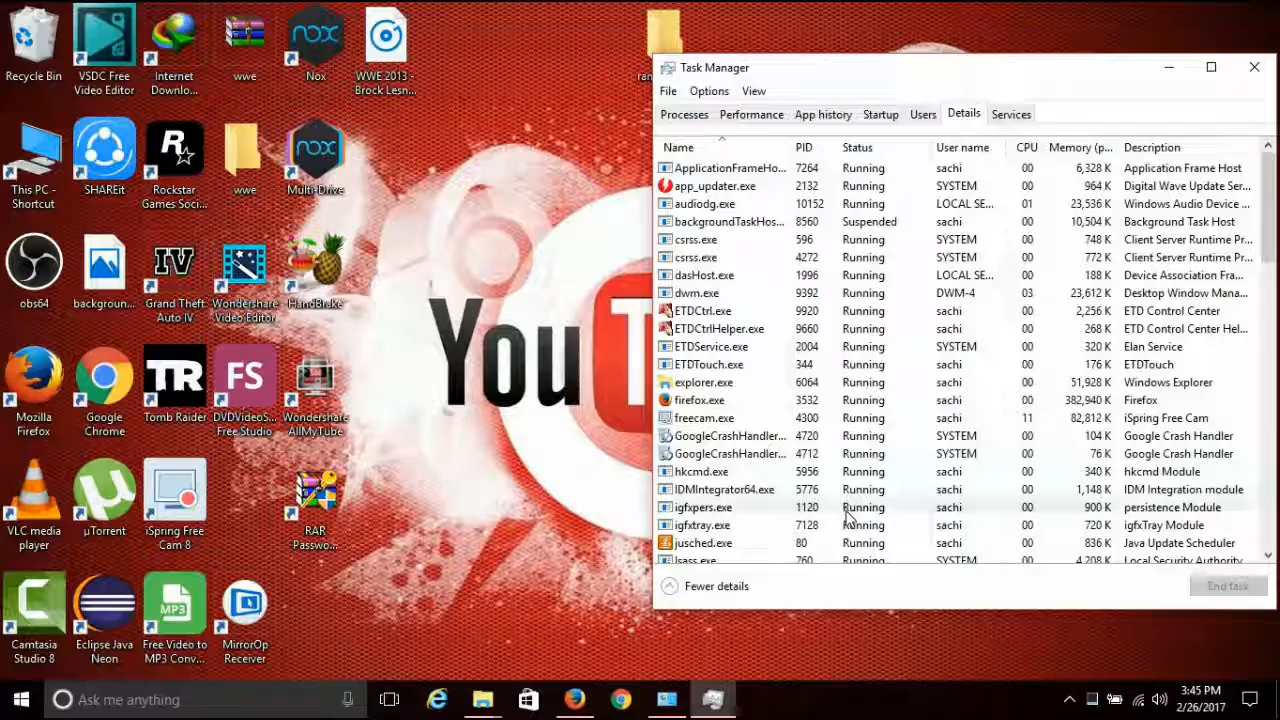 Recycle Bin
VSDC Free
Video Editor
Internet
Downlo...
wwe
nox
Nox
WWE 2013 -
Brock Lesn...
This PC -
Shortcut
SHAREit
R
Rockstar
Games Soci...
wwe
nox
Multi-Drive
obs64
backgroun...
IV
Grand Theft
Auto IV
Wondershare
Video Editor
HandBrake
Mozilla
Firefox
Google
Chrome
TR
Tomb Raider
FS
DVDVideoS...
Free Studio
Wondershare
AllMyTube
VLC media
player
µTorrent
iSpring Free
Cam 8
RAR
Passwo...
Camtasia
Studio 8
Eclipse Java
Neon
MP3
Free Video to
MP3 Conv...
MirrorOp
Receiver
You
T
Task Manager
File Options View
Processes Performance App history Startup Users Details Services
Name PID Status User name CPU Memory (p... Description
ApplicationFrameHo... 7264 Running sachi 00 6,328 K Application Frame Host
app_updater.exe 2132 Running SYSTEM 00 964 K Digital Wave Update Ser...
audiodg.exe 10152 Running LOCAL SE... 01 23,536 K Windows Audio Device ...
backgroundTaskHos... 8560 Suspended sachi 00 10,504 K Background Task Host
csrss.exe 596 Running SYSTEM 00 748 K Client Server Runtime Pr...
csrss.exe 4272 Running SYSTEM 00 772 K Client Server Runtime Pr...
dasHost.exe 1996 Running LOCAL SE... 00 188 K Device Association Fra...
dwm.exe 9392 Running DWM-4 03 23,612 K Desktop Window Mana...
ETDCtrl.exe 9920 Running sachi 00 2,256 K ETD Control Center
ETDCtrlHelper.exe 9660 Running sachi 00 268 K ETD Control Center Hel...
ETDService.exe 2004 Running SYSTEM 00 320 K Elan Service
ETDTouch.exe 344 Running sachi 00 176 K ETDTouch
explorer.exe 6064 Running sachi 00 51,928 K Windows Explorer
firefox.exe 3532 Running sachi 00 382,940 K Firefox
freecam.exe 4300 Running sachi 11 82,812 K iSpring Free Cam
GoogleCrashHandler... 4720 Running SYSTEM 00 104 K Google Crash Handler
GoogleCrashHandler... 4712 Running SYSTEM 00 76 K Google Crash Handler
hkcmd.exe 5956 Running sachi 00 340 K hkcmd Module
IDMIntegrator64.exe 5776 Running sachi 00 1,148 K IDM Integration module
igfxpers.exe 1120 Running sachi 00 900 K persistence Module
igfxtray.exe 7128 Running sachi 00 720 K igfxTray Module
jusched.exe 80 Running sachi 00 836 K Java Update Scheduler
lsass.exe 760 Running SYSTEM 00 4,208 K Local Security Authority
Fewer details
End task
Ask me anything
3:45 PM
2/26/2017